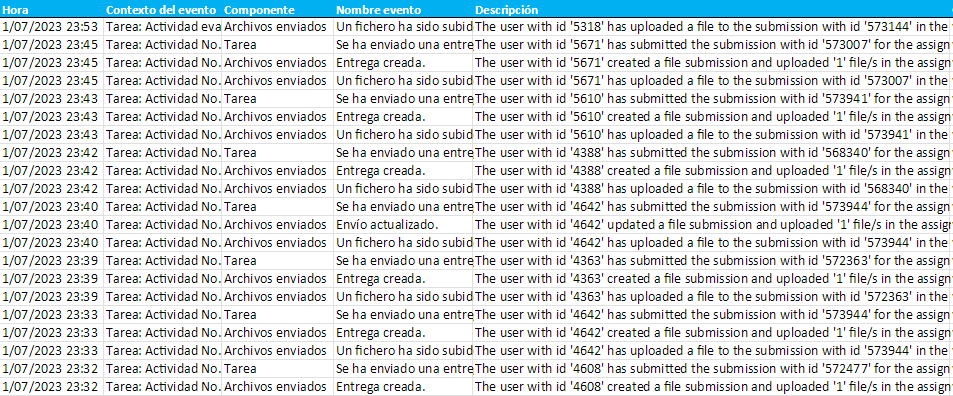 Hora Contexto del evento Componente Nombre evento Descripción
1/07/2023 23:53 Tarea: Actividad eva Archivos enviados Un fichero ha sido subid The user with id '5318' has uploaded a file to the submission with id '573144' in the
1/07/2023 23:45 Tarea: Actividad No. Tarea Se ha enviado una entre The user with id '5671' has submitted the submission with id '573007' for the assign
1/07/2023 23:45 Tarea: Actividad No. Archivos enviados Entrega creada. The user with id '5671' created a file submission and uploaded '1' file/s in the assign
1/07/2023 23:45 Tarea: Actividad No. Archivos enviados Un fichero ha sido subid The user with id '5671' has uploaded a file to the submission with id '573007' in the
1/07/2023 23:43 Tarea: Actividad No. Tarea Se ha enviado una entre The user with id '5610' has submitted the submission with id '573941' for the assign
1/07/2023 23:43 Tarea: Actividad No. Archivos enviados Entrega creada. The user with id '5610' created a file submission and uploaded '1' file/s in the assign
1/07/2023 23:43 Tarea: Actividad No. Archivos enviados Un fichero ha sido subid The user with id '5610' has uploaded a file to the submission with id '573941' in the
1/07/2023 23:42 Tarea: Actividad No. Tarea Se ha enviado una entre The user with id '4388' has submitted the submission with id '568340' for the assign
1/07/2023 23:42 Tarea: Actividad No. Archivos enviados Entrega creada. The user with id '4388' created a file submission and uploaded '1' file/s in the assign
1/07/2023 23:42 Tarea: Actividad No. Archivos enviados Un fichero ha sido subid The user with id '4388' has uploaded a file to the submission with id '568340' in the
1/07/2023 23:40 Tarea: Actividad No. Tarea Se ha enviado una entre The user with id '4642' has submitted the submission with id '573944' for the assign
1/07/2023 23:40 Tarea: Actividad No. Archivos enviados Envío actualizado. The user with id '4642' updated a file submission and uploaded '1' file/s in the assig
1/07/2023 23:40 Tarea: Actividad No. Archivos enviados Un fichero ha sido subid The user with id '4642' has uploaded a file to the submission with id '573944' in the
1/07/2023 23:39 Tarea: Actividad No. Tarea Se ha enviado una entre The user with id '4363' has submitted the submission with id '572363' for the assign
1/07/2023 23:39 Tarea: Actividad No. Archivos enviados Entrega creada. The user with id '4363' created a file submission and uploaded '1' file/s in the assign
1/07/2023 23:39 Tarea: Actividad No. Archivos enviados Un fichero ha sido subid The user with id '4363' has uploaded a file to the submission with id '572363' in the
1/07/2023 23:33 Tarea: Actividad No. Tarea Se ha enviado una entre The user with id '4642' has submitted the submission with id '573944' for the assign
1/07/2023 23:33 Tarea: Actividad No. Archivos enviados Entrega creada. The user with id '4642' created a file submission and uploaded '1' file/s in the assign
1/07/2023 23:33 Tarea: Actividad No. Archivos enviados Un fichero ha sido subid The user with id '4642' has uploaded a file to the submission with id '573944' in the
1/07/2023 23:32 Tarea: Actividad No. Tarea Se ha enviado una entre The user with id '4608' has submitted the submission with id '572477' for the assign
1/07/2023 23:32 Tarea: Actividad No. Archivos enviados Entrega creada. The user with id '4608' created a file submission and uploaded '1' file/s in the assign